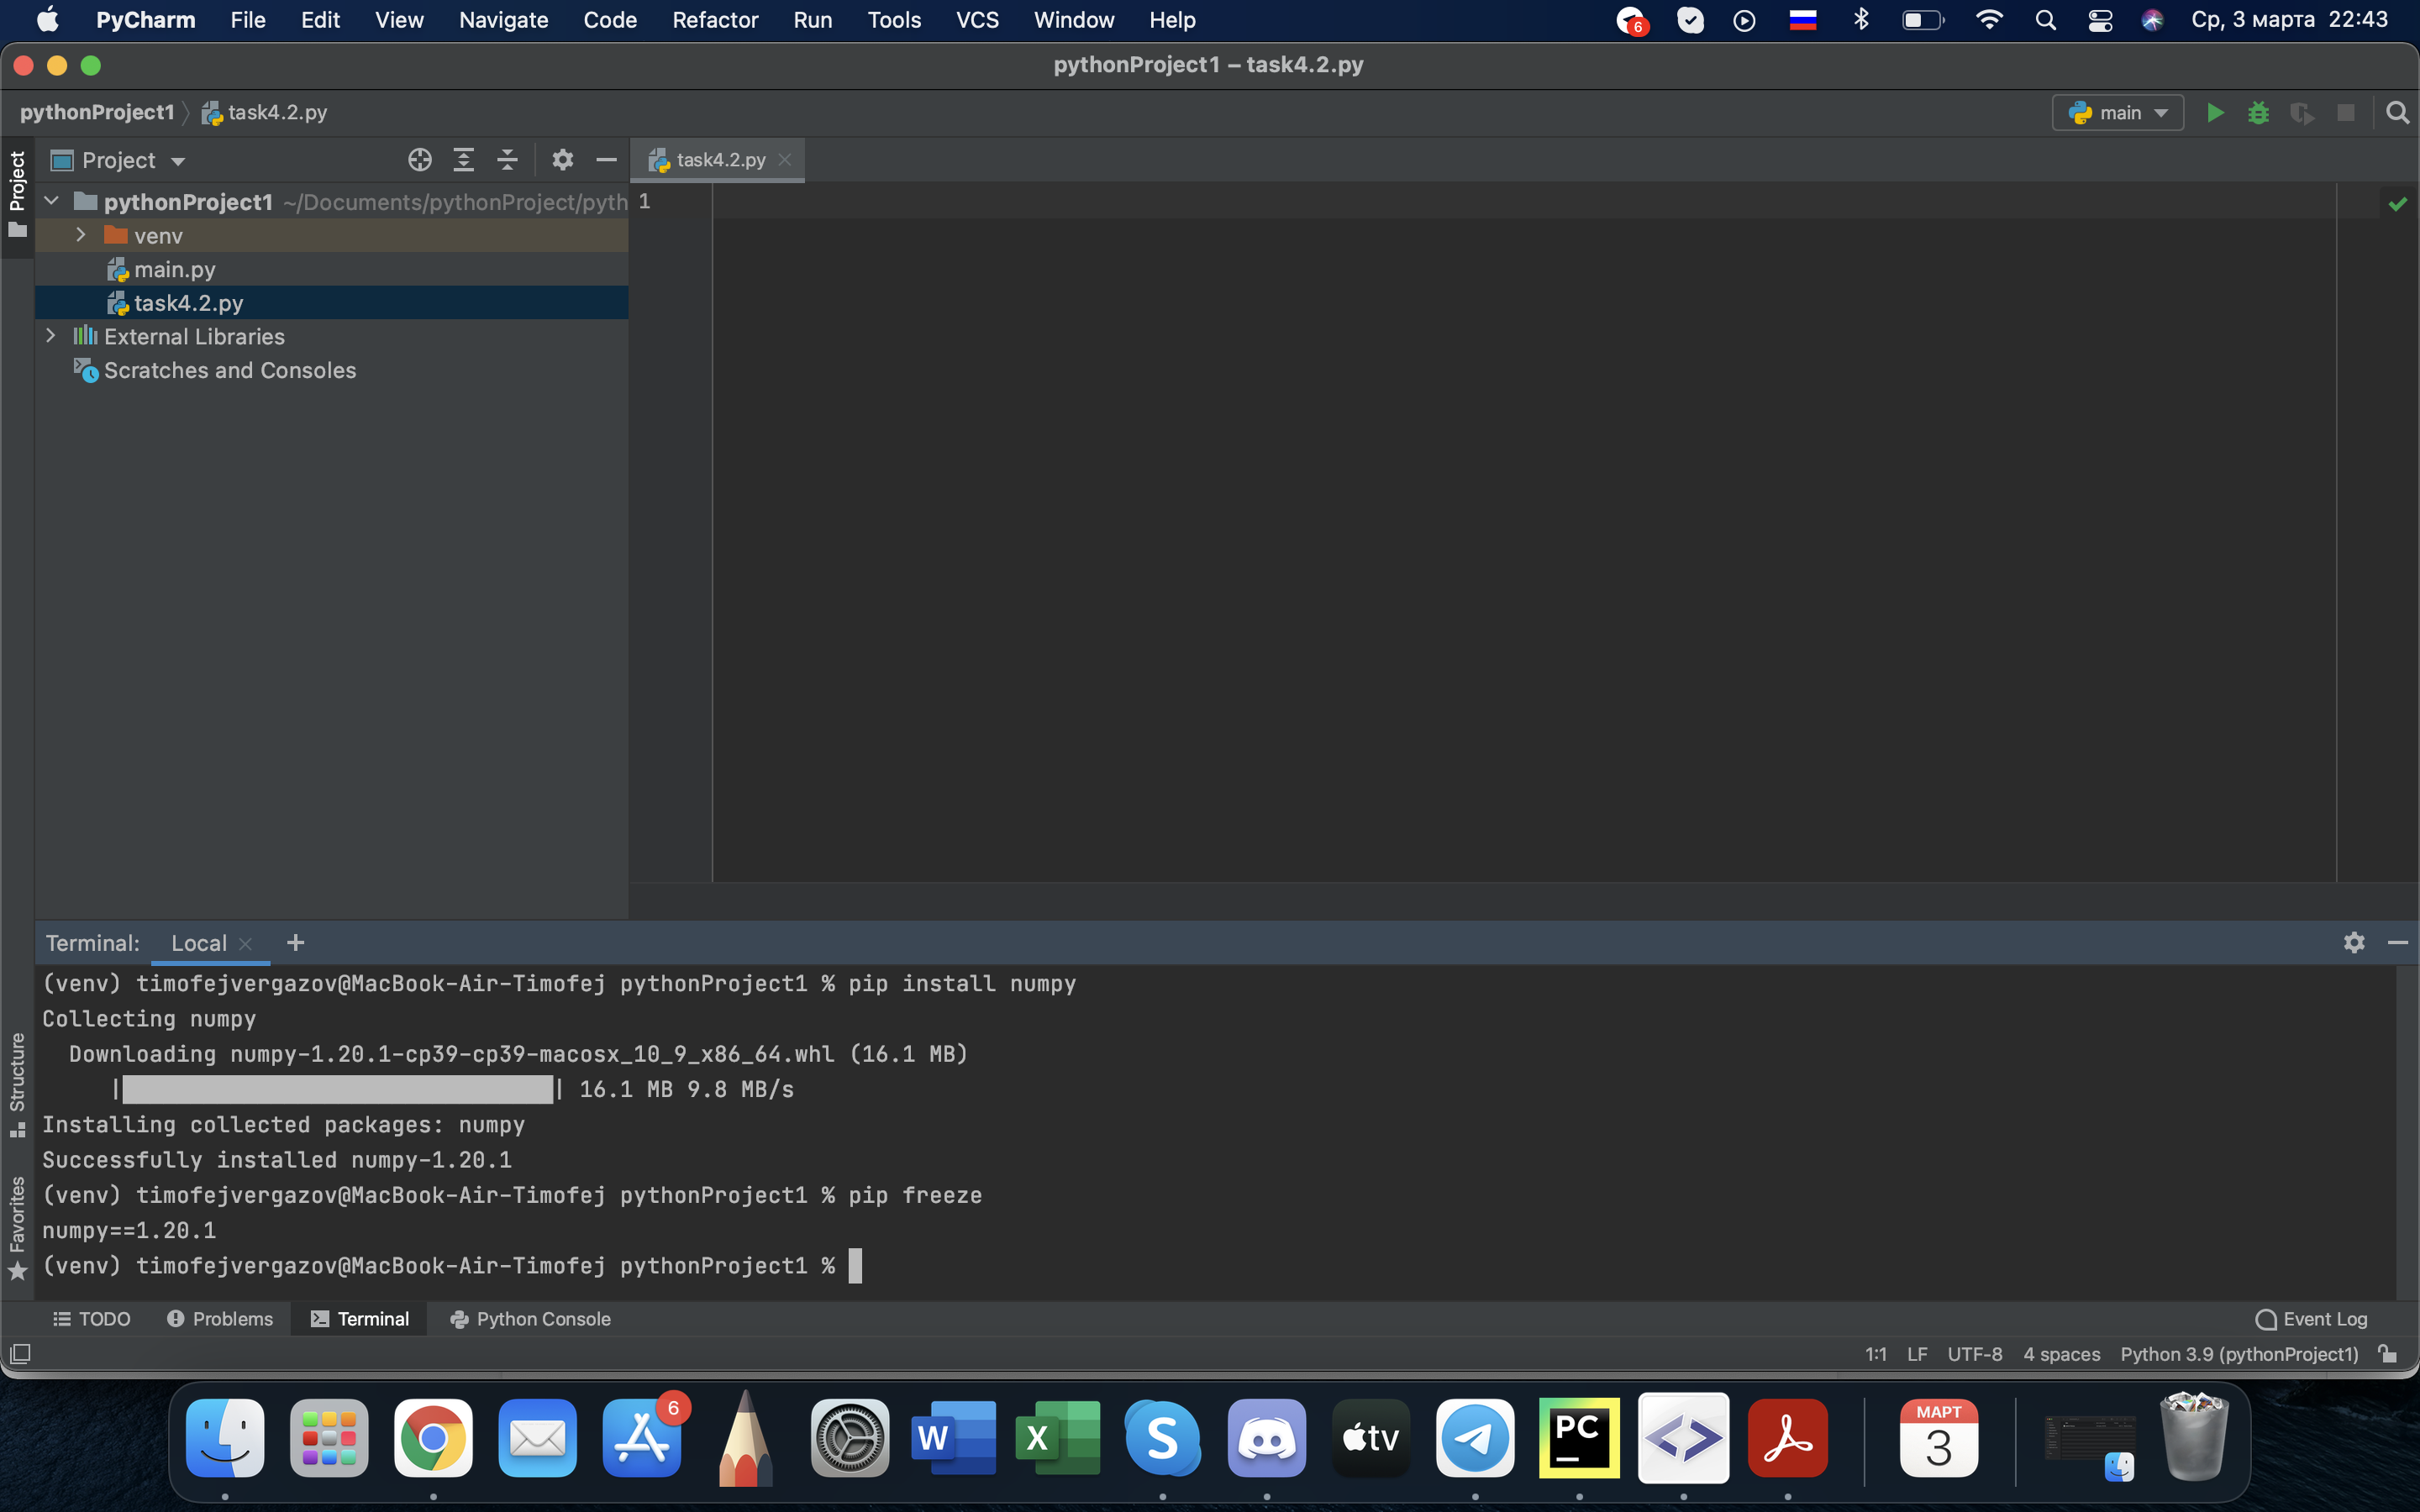 PyCharm File Edit View Navigate Code Refactor Run Tools VCS Window Help 6 Ср, 3 марта 22:43
pythonProject1 – task4.2.py
pythonProject1 task4.2.py main
Project
Project
task4.2.py
pythonProject1 ~/Documents/pythonProject/pyth
1
venv
main.py
task4.2.py
External Libraries
Scratches and Consoles
Terminal: Local +
(venv) timofejvergazov@MacBook-Air-Timofej pythonProject1 % pip install numpy
Collecting numpy
Downloading numpy-1.20.1-cp39-cp39-macosx_10_9_x86_64.whl (16.1 MB)
|████████████████████████████████| 16.1 MB 9.8 MB/s
Installing collected packages: numpy
Successfully installed numpy-1.20.1
(venv) timofejvergazov@MacBook-Air-Timofej pythonProject1 % pip freeze
numpy==1.20.1
(venv) timofejvergazov@MacBook-Air-Timofej pythonProject1 %
Structure
Favorites
TODO Problems Terminal Python Console Event Log
1:1 LF UTF-8 4 spaces Python 3.9 (pythonProject1)
6
W X S tv PC
МАРТ
3